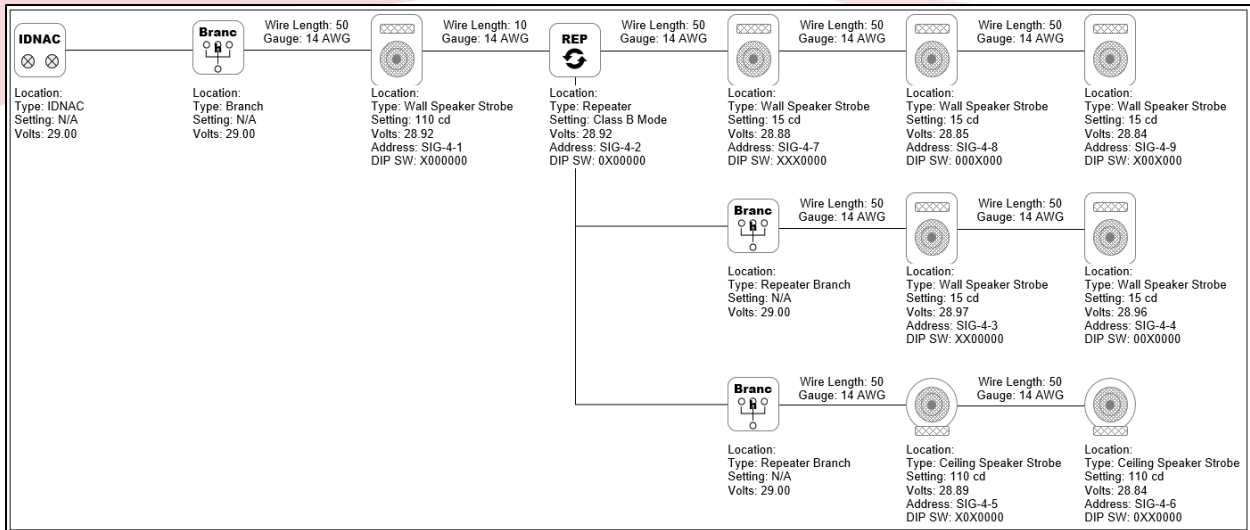 IDNAC
Location:
Type: IDNAC
Setting: N/A
Volts: 29.00
Branc
Location:
Type: Branch
Setting: N/A
Volts: 29.00
Wire Length: 50
Gauge: 14 AWG
Location:
Type: Wall Speaker Strobe
Setting: 110 cd
Volts: 28.92
Address: SIG-4-1
DIP SW: X000000
Wire Length: 10
Gauge: 14 AWG
REP
Location:
Type: Repeater
Setting: Class B Mode
Volts: 28.92
Address: SIG-4-2
DIP SW: 0X00000
Wire Length: 50
Gauge: 14 AWG
Location:
Type: Wall Speaker Strobe
Setting: 15 cd
Volts: 28.88
Address: SIG-4-7
DIP SW: XXX0000
Wire Length: 50
Gauge: 14 AWG
Location:
Type: Wall Speaker Strobe
Setting: 15 cd
Volts: 28.85
Address: SIG-4-8
DIP SW: 000X000
Wire Length: 50
Gauge: 14 AWG
Location:
Type: Wall Speaker Strobe
Setting: 15 cd
Volts: 28.84
Address: SIG-4-9
DIP SW: X00X000
Branc
Location:
Type: Repeater Branch
Setting: N/A
Volts: 29.00
Wire Length: 50
Gauge: 14 AWG
Location:
Type: Wall Speaker Strobe
Setting: 15 cd
Volts: 28.97
Address: SIG-4-3
DIP SW: XX00000
Wire Length: 50
Gauge: 14 AWG
Location:
Type: Wall Speaker Strobe
Setting: 15 cd
Volts: 28.96
Address: SIG-4-4
DIP SW: 00X0000
Branc
Location:
Type: Repeater Branch
Setting: N/A
Volts: 29.00
Wire Length: 50
Gauge: 14 AWG
Location:
Type: Ceiling Speaker Strobe
Setting: 110 cd
Volts: 28.89
Address: SIG-4-5
DIP SW: X0X0000
Wire Length: 50
Gauge: 14 AWG
Location:
Type: Ceiling Speaker Strobe
Setting: 110 cd
Volts: 28.84
Address: SIG-4-6
DIP SW: 0XX0000